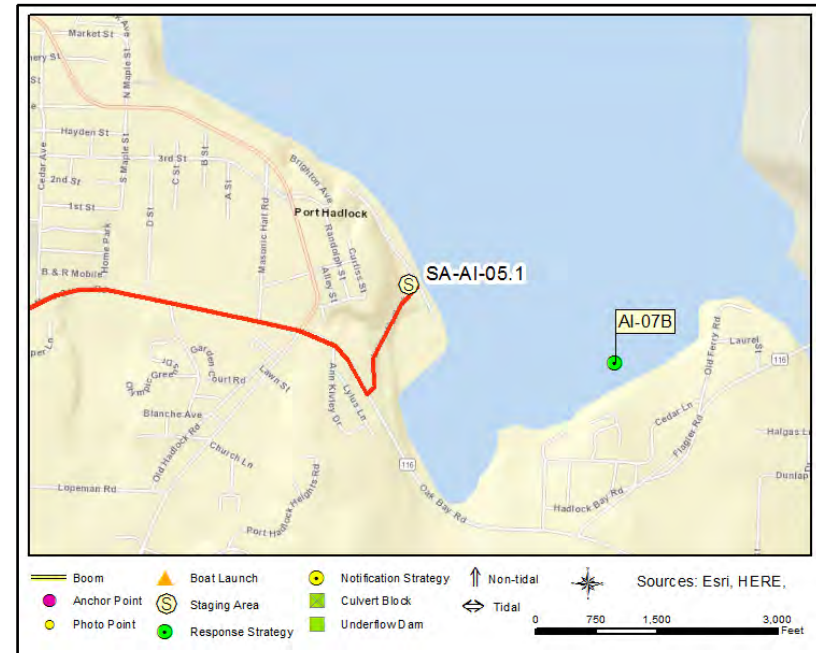 Market St
N Maple St
Cedar Ave
Hayden St
S Maple St
3rd St
B St
C St
2nd St
A St
1st St
D St
Home Park
Masonic Hall Rd
Brighton Ave
Port Hadlock
Randolph St
Curtiss St
Alley St
B.& R Mobile
SA-AI-05.1
AI-07B
Old Ferry Rd
Laurel St
116
Garden Court Rd
Lawn St
Ann Kivley Dr
Lylus Ln
Blanche Ave
Old Hadlock Rd
Church Ln
Lopeman Rd
Port Hadlock Heights Rd
116
Oak Bay Rd
Cedar Ln
Flagler Rd
Hadlock Bay Rd
Halgas L
Dunlap
Boom
Boat Launch
Notification Strategy
Non-tidal
Sources: Esri, HERE,
Anchor Point
S Staging Area
Culvert Block
Tidal
Photo Point
Response Strategy
Underflow Dam
0 750 1,500 3,000
Feet